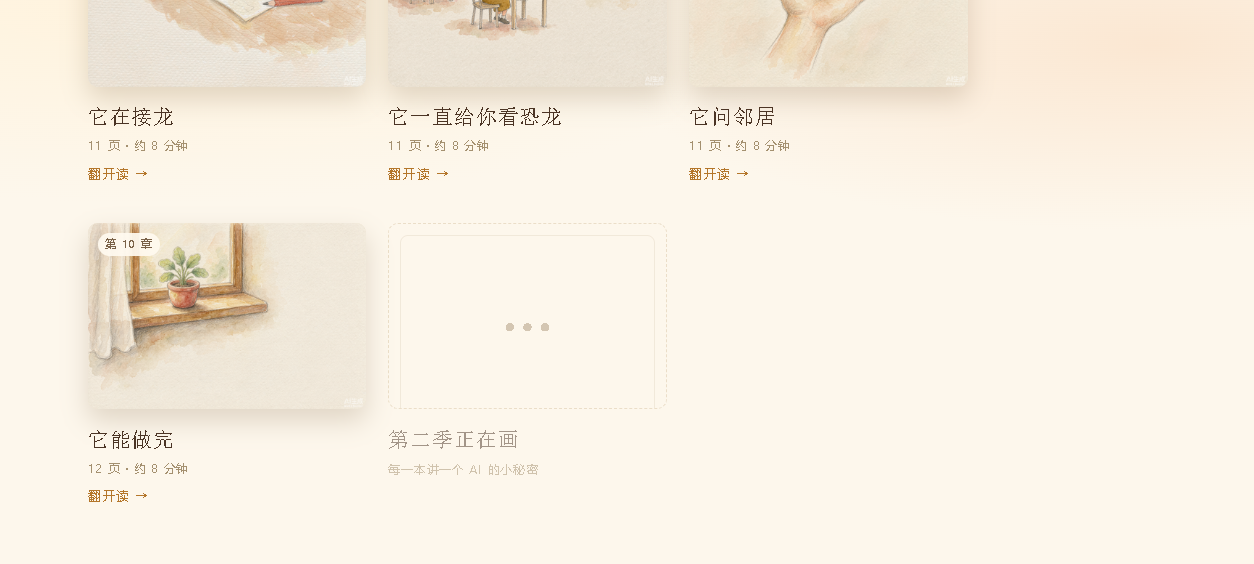 它在接龙
11 页 · 约 8 分钟
翻开读 →
它一直给你看恐龙
11 页 · 约 8 分钟
翻开读 →
它问邻居
11 页 · 约 8 分钟
翻开读 →
第 10 章
它能做完
12 页 · 约 8 分钟
翻开读 →
第二季正在画
每一本讲一个 AI 的小秘密